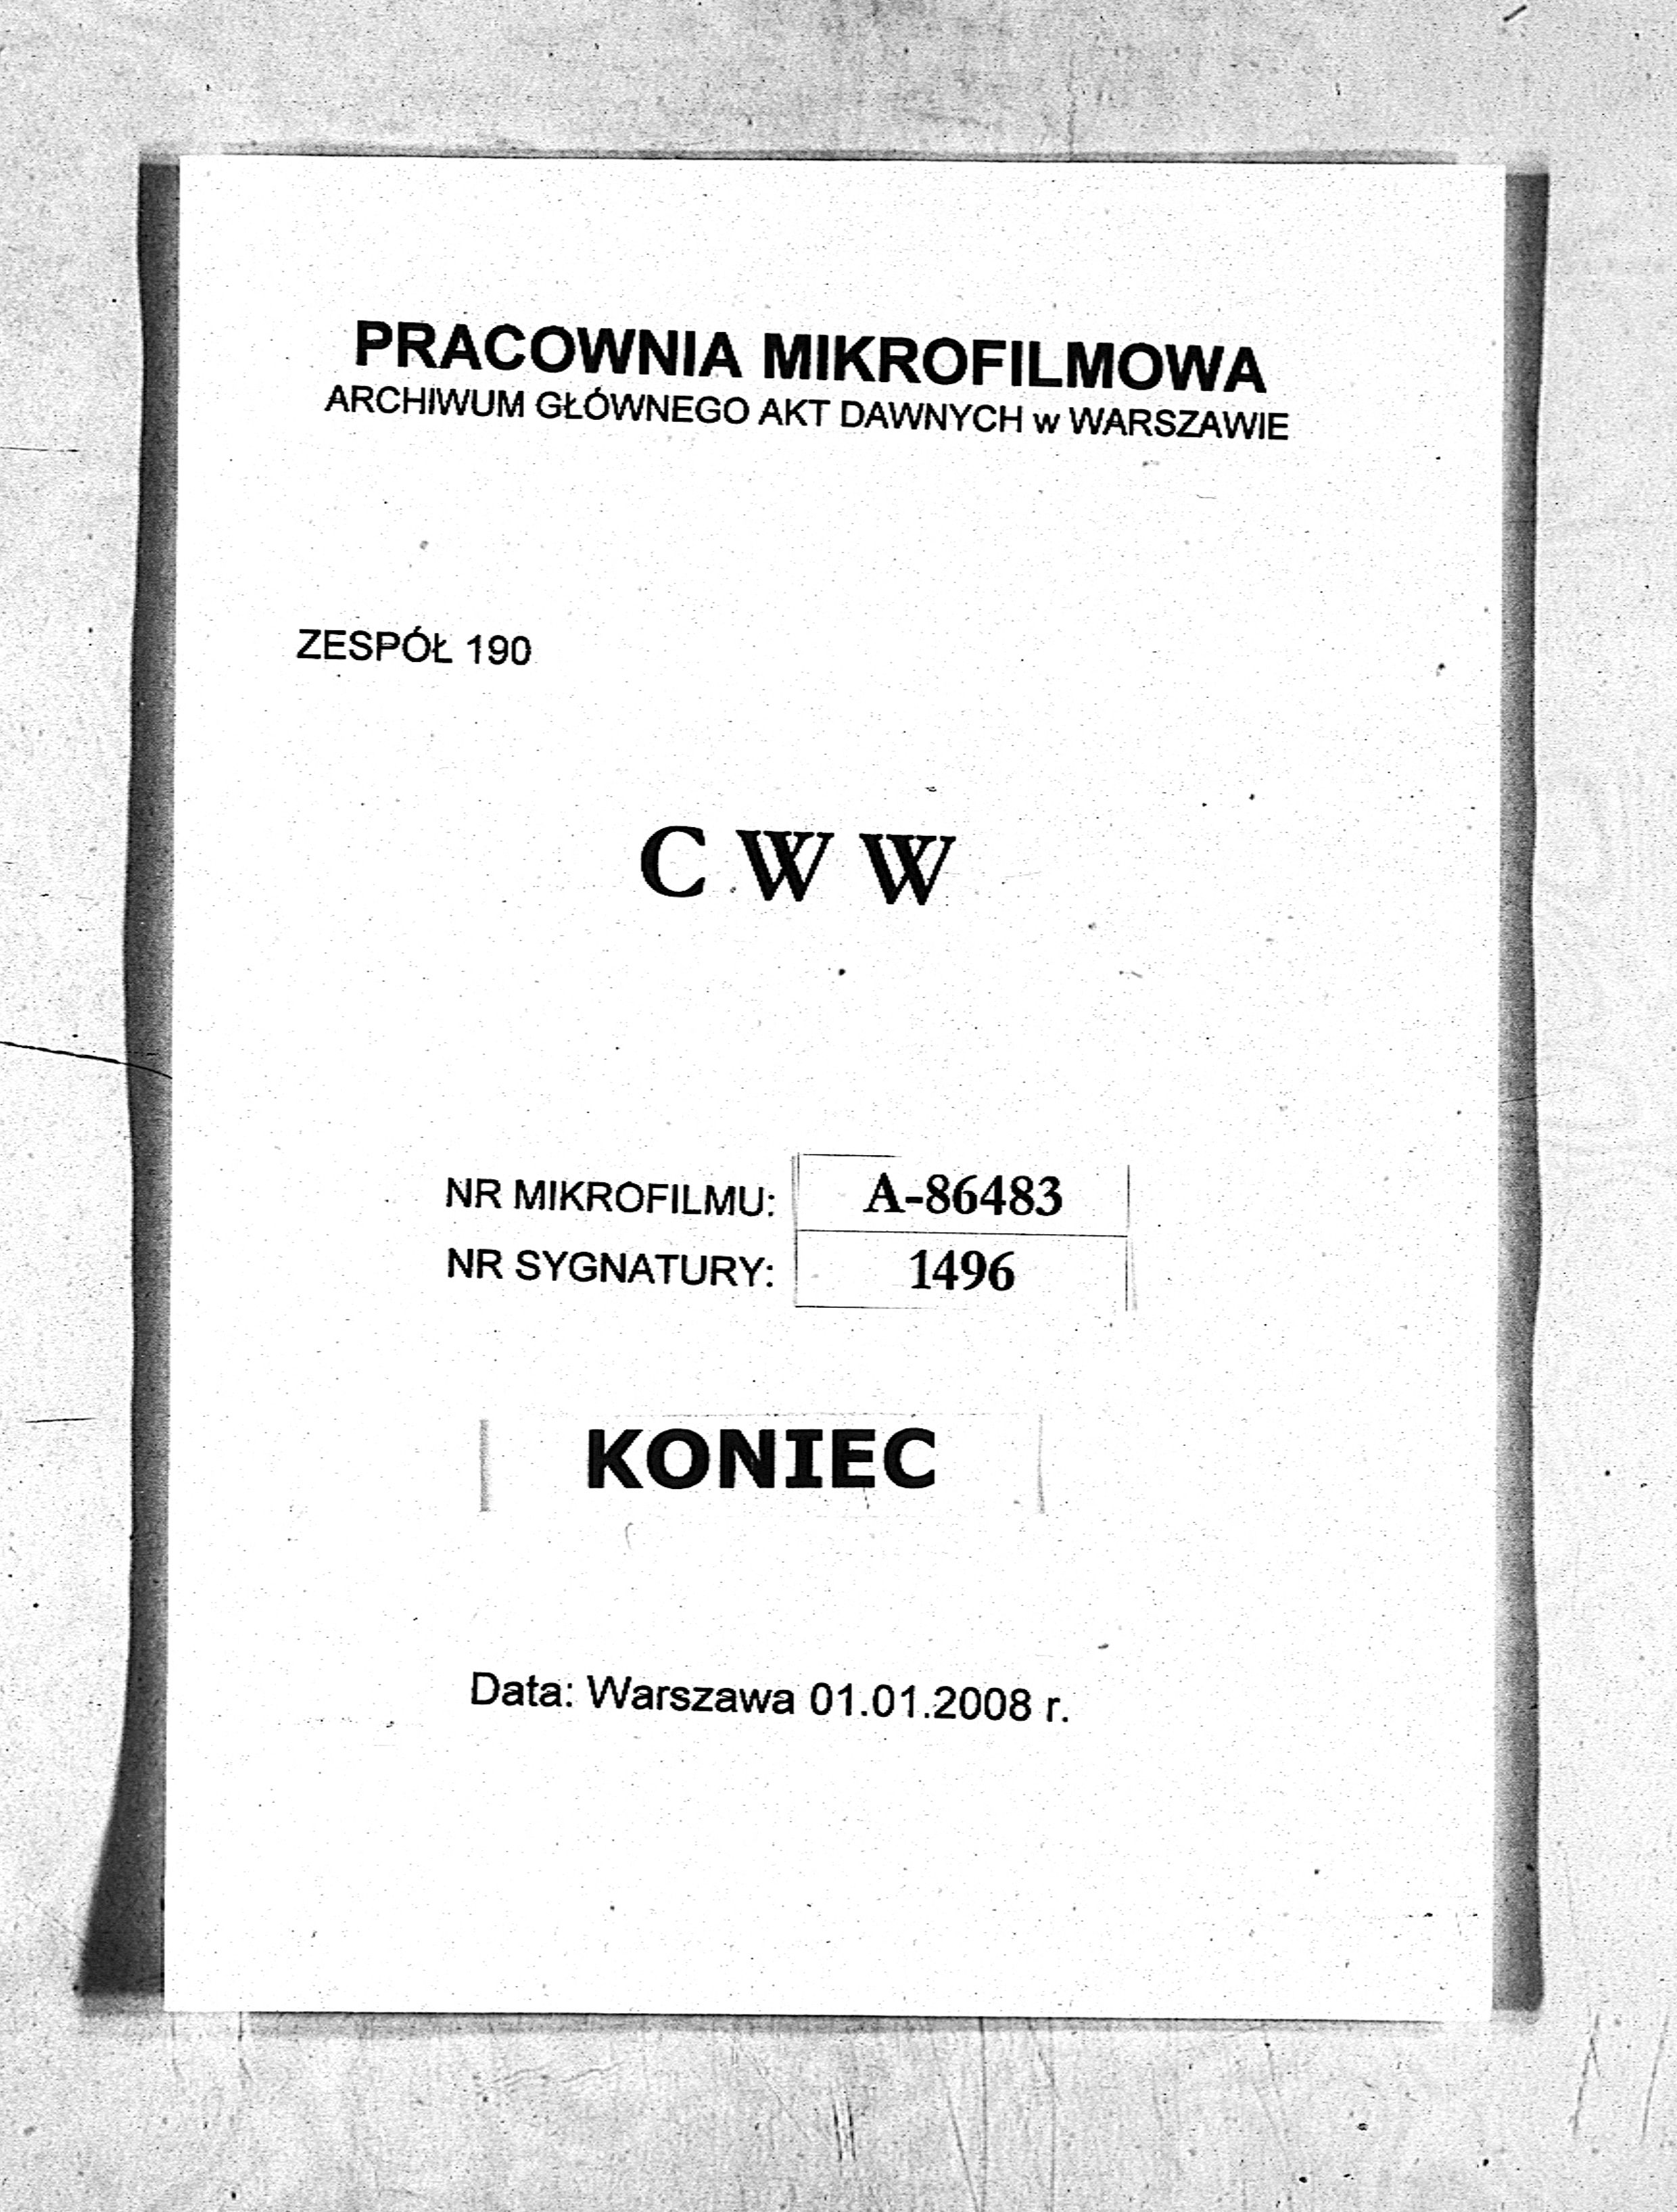 PRACOWNIA MIKROFILMOWA
ARCHIWUM GŁÓWNEGO AKT DAWNYCH w WARSZAWIE
ZESPÓŁ 190
C W W
NR MIKROFILMU: A-86483
NR SYGNATURY: 1496
KONIEC
Data: Warszawa 01.01.2008 r.